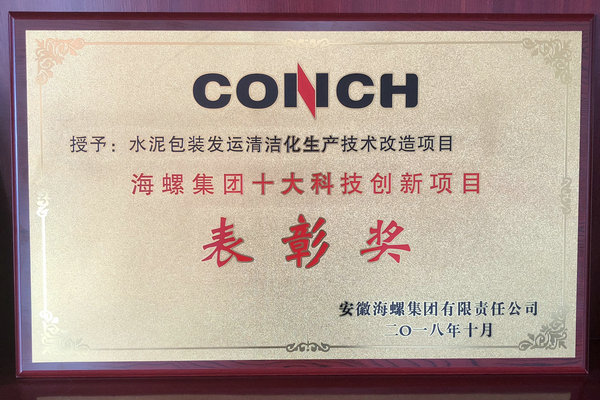 CONCH
授予：水泥包装发运清洁化生产技术改造项目
海螺集团十大科技创新项目
表彰奖
安徽海螺集团有限责任公司
二〇一八年十月